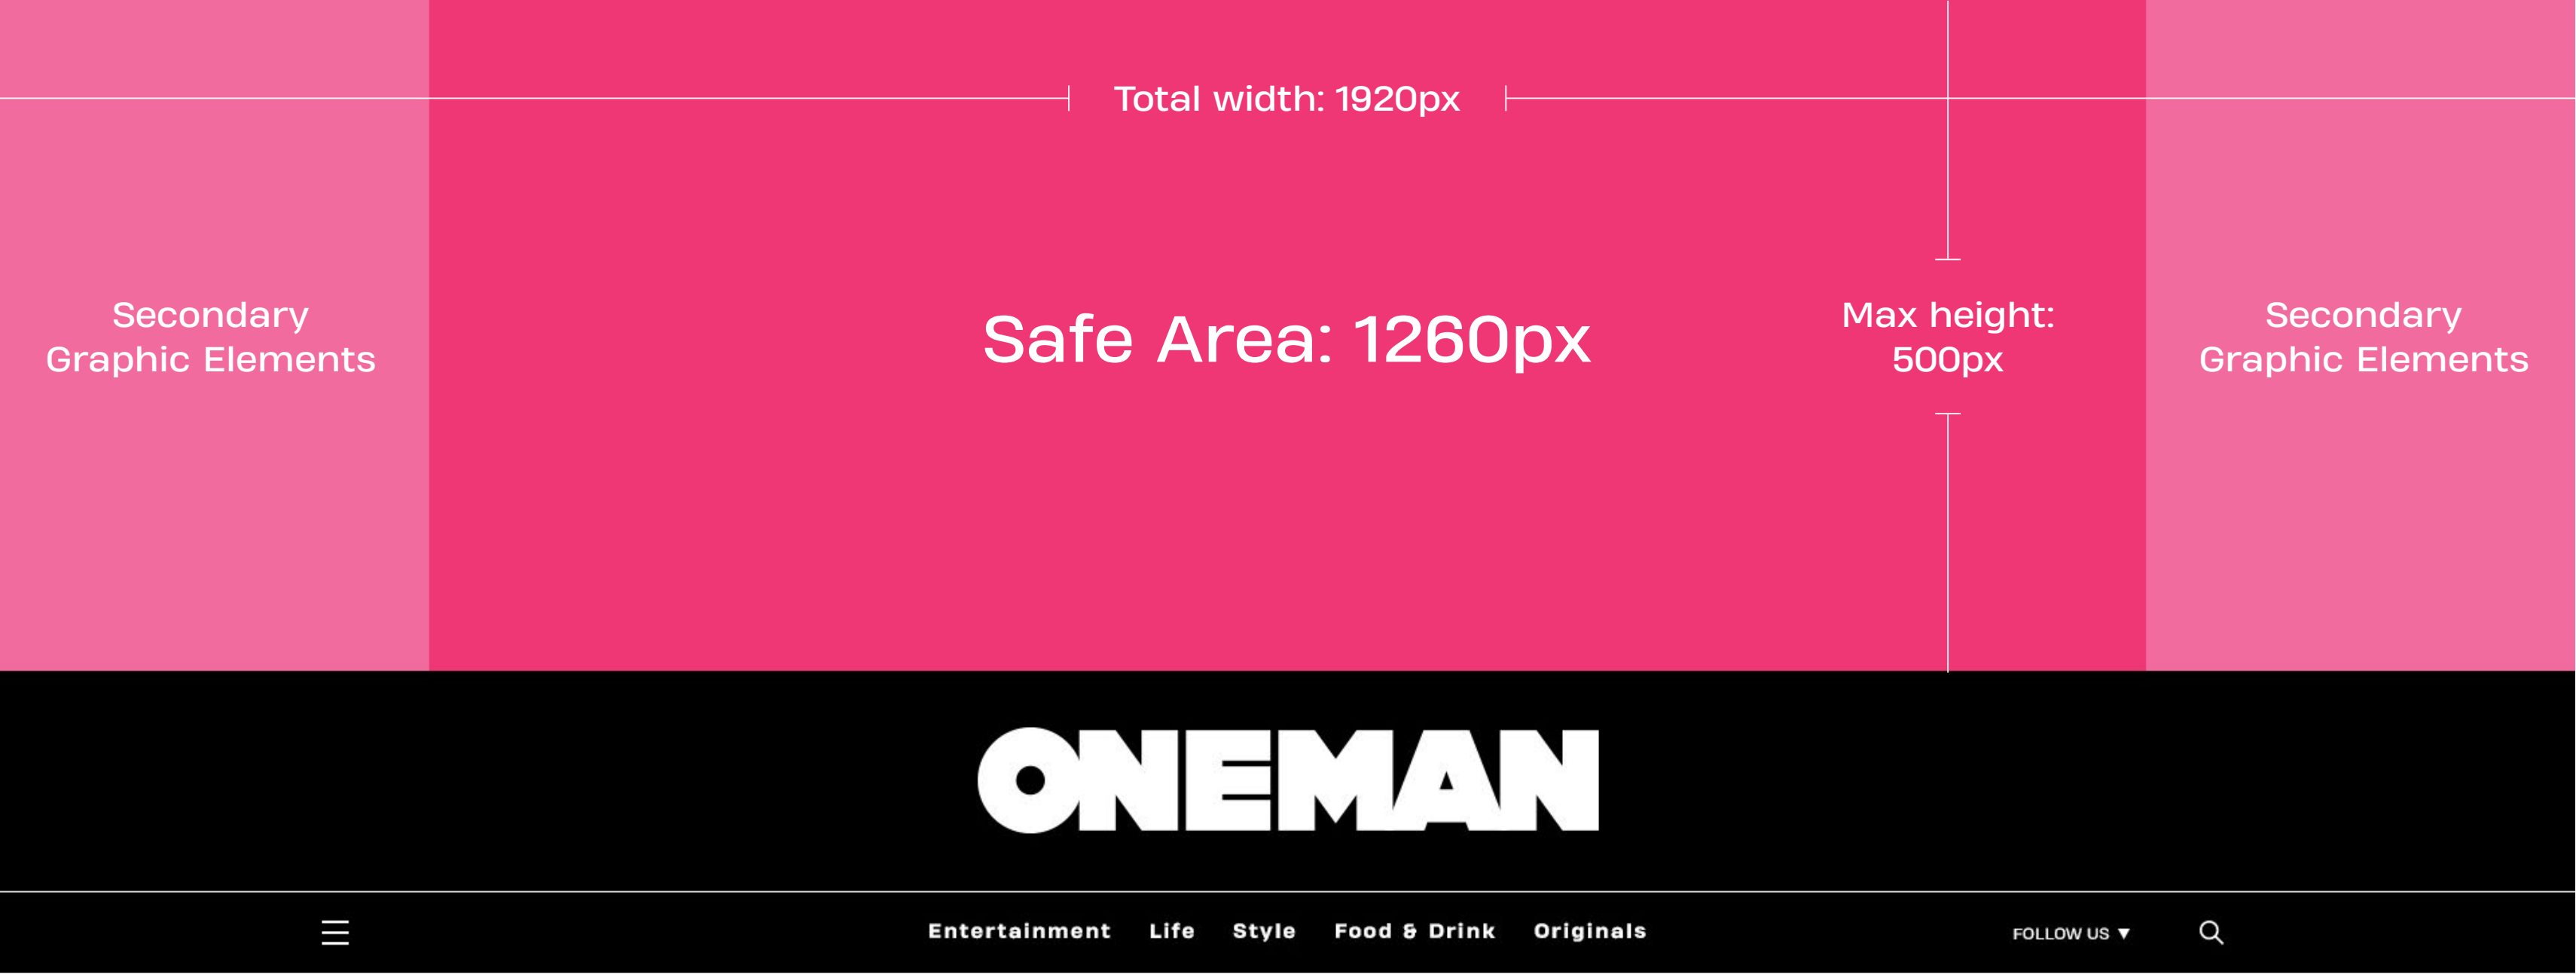 Total width: 1920px
Secondary
Graphic Elements
Safe Area: 1260px
Max height:
500px
Secondary
Graphic Elements
ONEMAN
Entertainment Life Style Food & Drink Originals FOLLOW US ▼